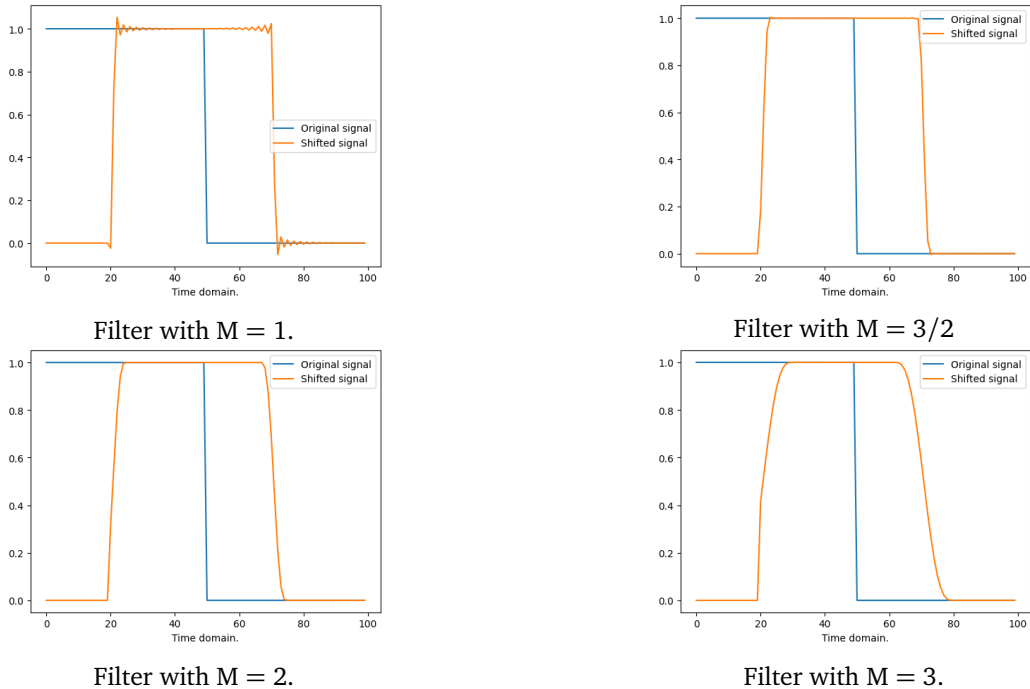 1.0
0.8
0.6
0.4
0.2
0.0
Original signal
Shifted signal
0 20 40 60 80 100
Time domain.
Filter with M = 1.
1.0
0.8
0.6
0.4
0.2
0.0
Original signal
Shifted signal
0 20 40 60 80 100
Time domain.
Filter with M = 3/2
1.0
0.8
0.6
0.4
0.2
0.0
Original signal
Shifted signal
0 20 40 60 80 100
Time domain.
Filter with M = 2.
1.0
0.8
0.6
0.4
0.2
0.0
Original signal
Shifted signal
0 20 40 60 80 100
Time domain.
Filter with M = 3.